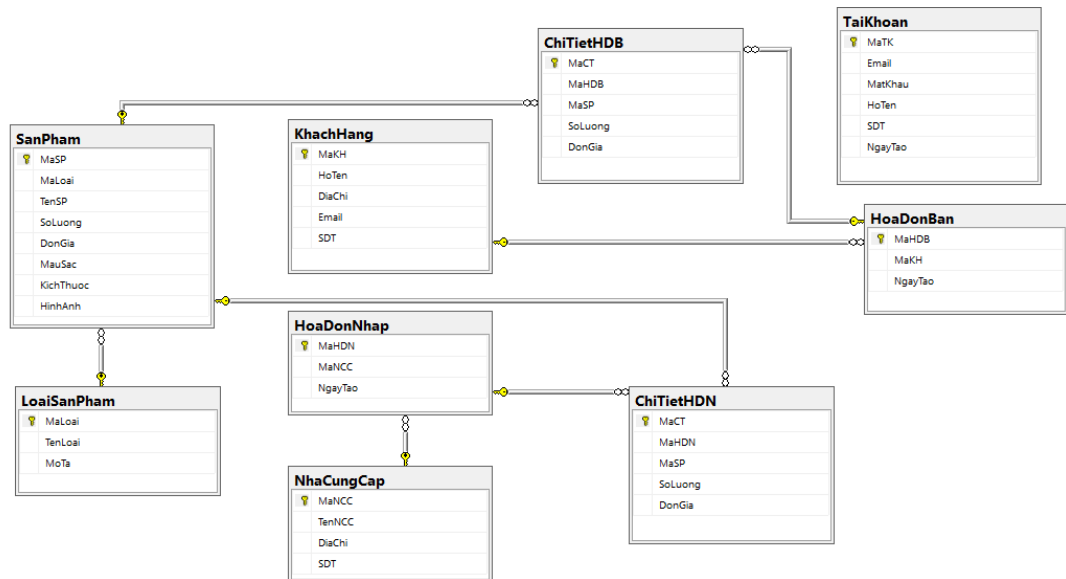 SanPham
MaSP
MaLoai
TenSP
SoLuong
DonGia
MauSac
KichThuoc
HinhAnh
LoaiSanPham
MaLoai
TenLoai
MoTa
KhachHang
MaKH
HoTen
DiaChi
Email
SDT
HoaDonNhap
MaHDN
MaNCC
NgayTao
NhaCungCap
MaNCC
TenNCC
DiaChi
SDT
ChiTietHDB
MaCT
MaHDB
MaSP
SoLuong
DonGia
ChiTietHDN
MaCT
MaHDN
MaSP
SoLuong
DonGia
TaiKhoan
MaTK
Email
MatKhau
HoTen
SDT
NgayTao
HoaDonBan
MaHDB
MaKH
NgayTao